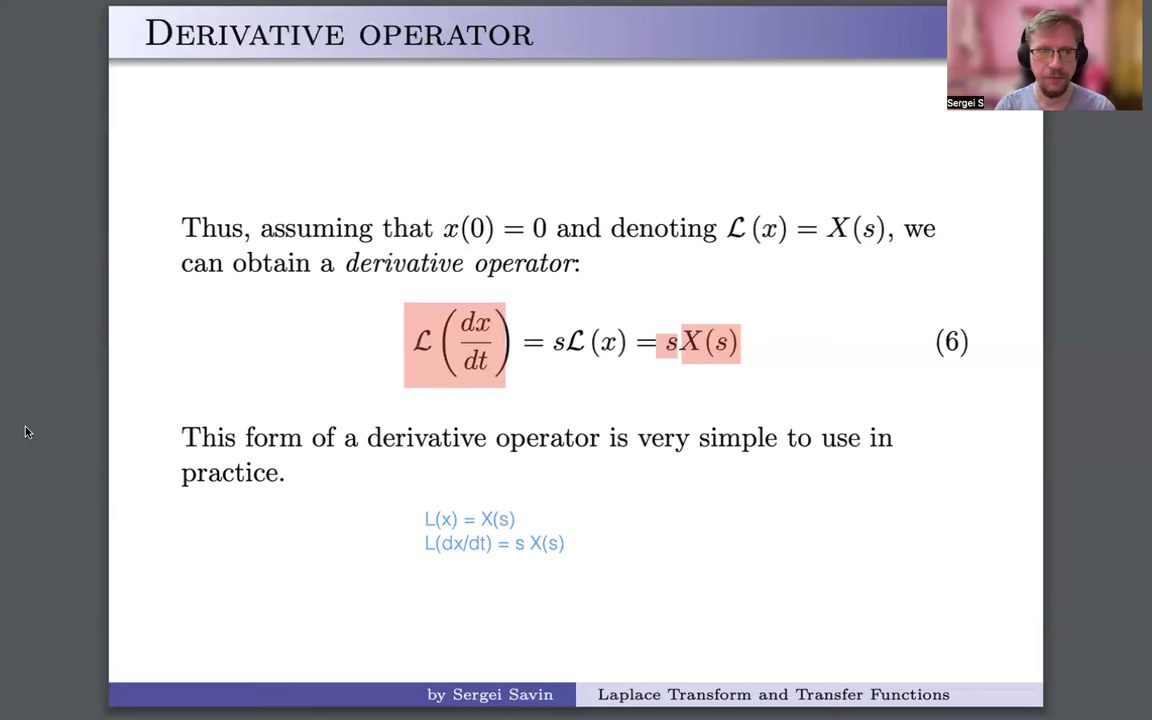 DERIVATIVE OPERATOR
Sergei S
Thus, assuming that x(0) = 0 and denoting ℒ(x) = X(s), we
can obtain a derivative operator:
ℒ(dx/dt) = sℒ(x) = sX(s) (6)
This form of a derivative operator is very simple to use in
practice.
L(x) = X(s)
L(dx/dt) = s X(s)
by Sergei Savin Laplace Transform and Transfer Functions